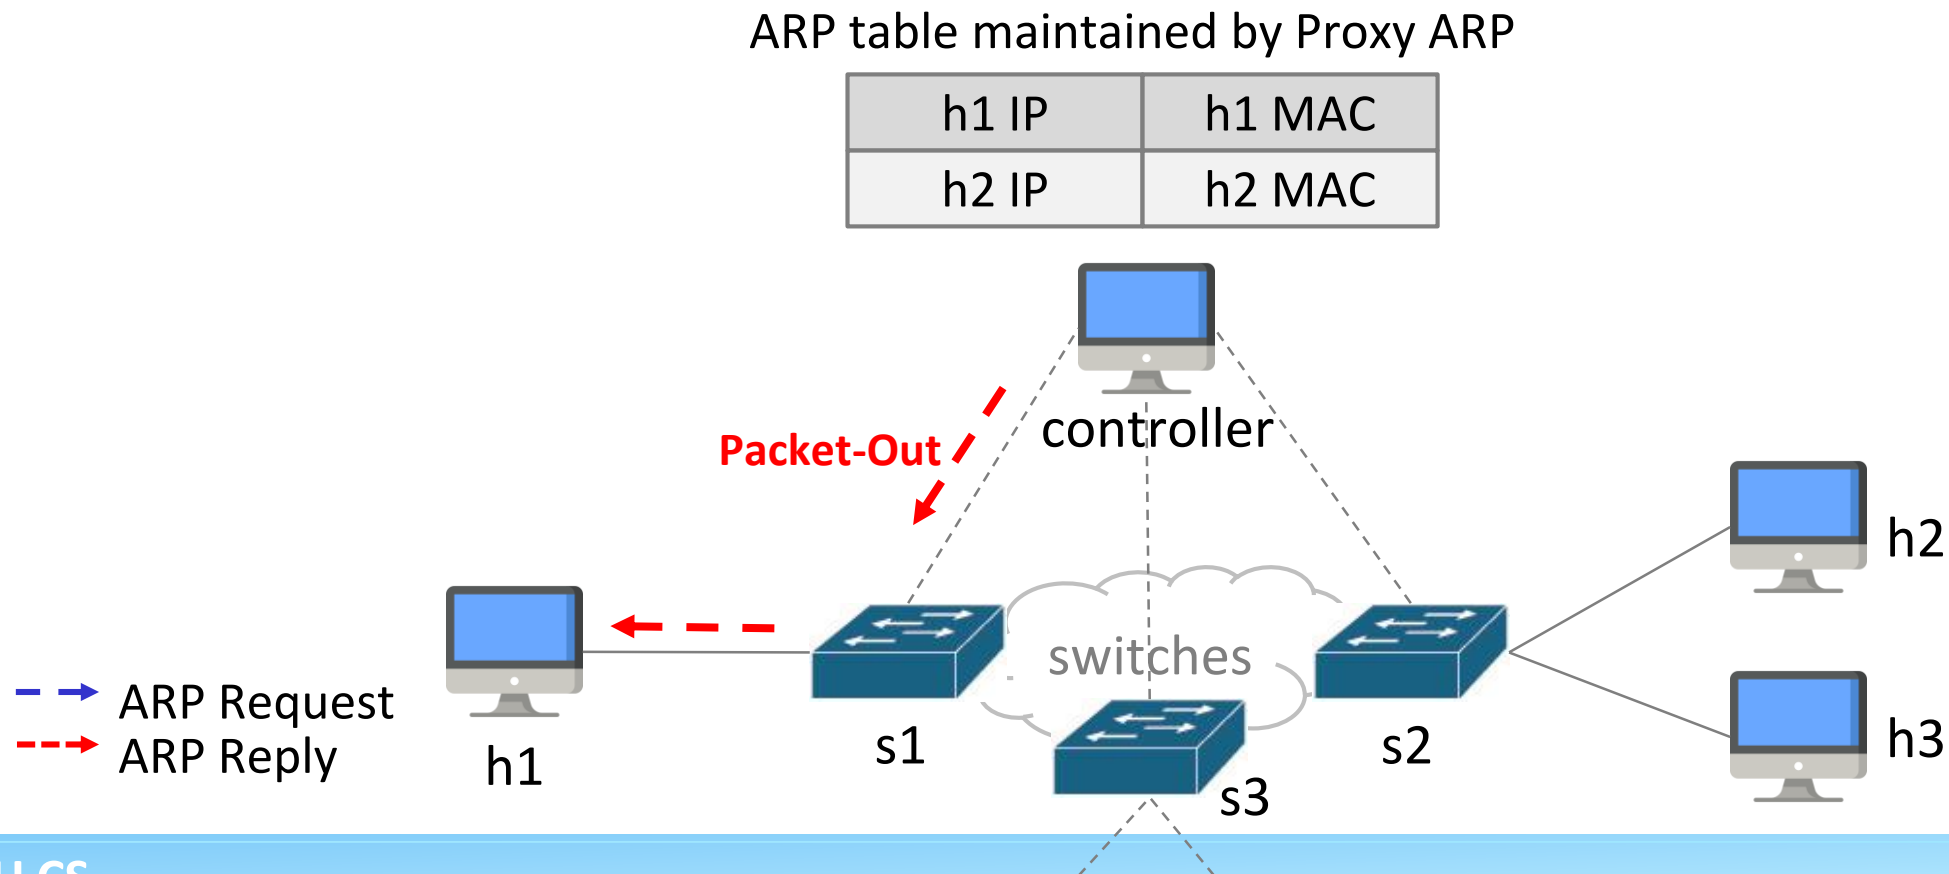 ARP table maintained by Proxy ARP
h1 IP h1 MAC
h2 IP h2 MAC
controller
Packet-Out
h2
switches
ARP Request
ARP Reply
h1
s1
s2
h3
s3